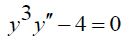 y³y″ − 4 = 0